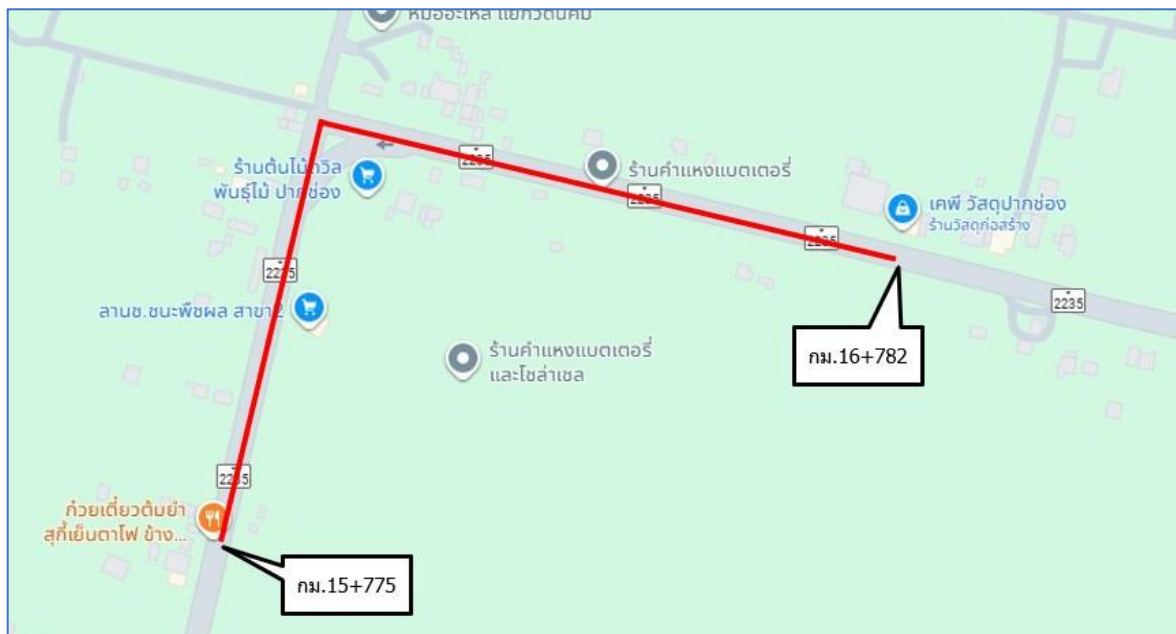 2235
ร้านคำแหงแบตเตอรี่
ร้านต้นไม้ถวิล
พันธุ์ไม้ ปากช่อง
2235
เคพี วัสดุปากช่อง
ร้านวัสดุก่อสร้าง
2235
2235
2235
ลานช.ชนะพืชผล สาขา2
ร้านคำแหงแบตเตอรี่
และโซล่าเซล
กม.16+782
2235
ก๋วยเตี๋ยวต้มยำ
สุกี้เย็นตาโฟ ข้าง...
กม.15+775